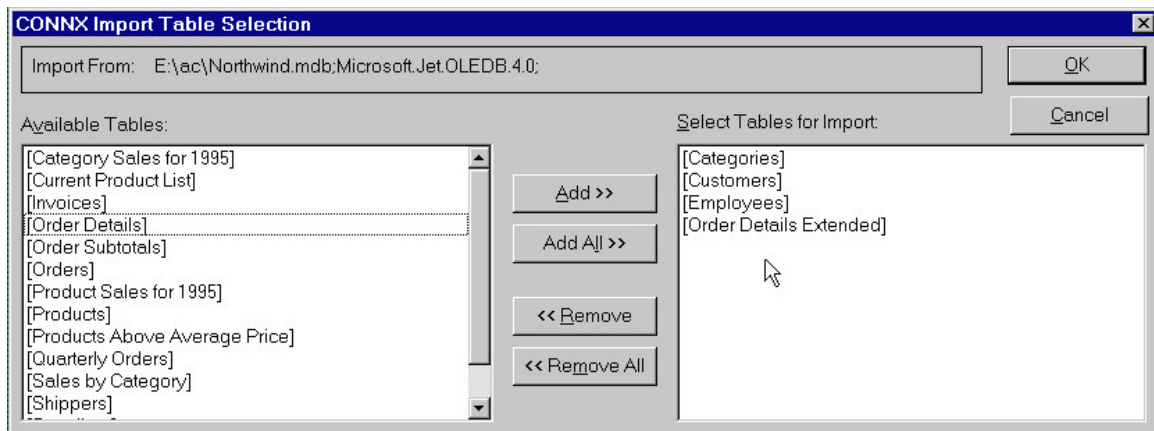 CONNX Import Table Selection
Import From: E:\ac\Northwind.mdb;Microsoft.Jet.OLEDB.4.0;
OK
Cancel
Available Tables:
[Category Sales for 1995]
[Current Product List]
[Invoices]
[Order Details]
[Order Subtotals]
[Orders]
[Product Sales for 1995]
[Products]
[Products Above Average Price]
[Quarterly Orders]
[Sales by Category]
[Shippers]
Add >>
Add All >>
<< Remove
<< Remove All
Select Tables for Import:
[Categories]
[Customers]
[Employees]
[Order Details Extended]